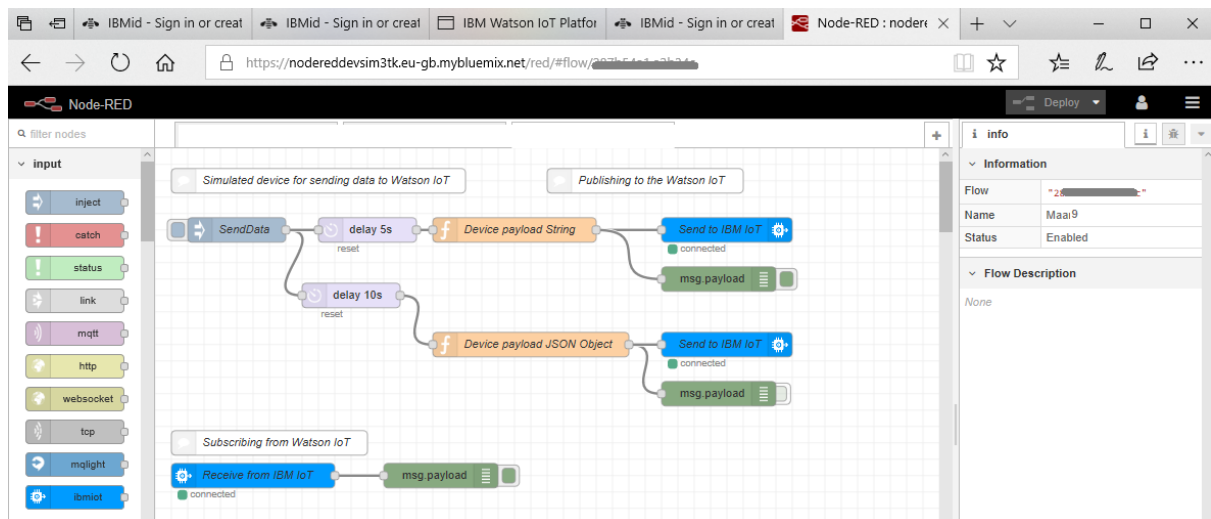 IBMid - Sign in or creat
IBMid - Sign in or creat
IBM Watson IoT Platfor
IBMid - Sign in or creat
Node-RED : nodere
https://nodereddevsim3tk.eu-gb.mybluemix.net/red/#flow/
Node-RED
Deploy
filter nodes
i info
i
input
Information
Simulated device for sending data to Watson IoT
Publishing to the Watson IoT
Flow
Name
Status Enabled
inject
catch
SendData
delay 5s
Device payload String
Send to IBM IoT
reset
connected
status
Flow Description
msg.payload
link
delay 10s
None
reset
mqtt
Device payload JSON Object
Send to IBM IoT
http
connected
websocket
msg.payload
tcp
Subscribing from Watson IoT
mqlight
Receive from IBM IoT
msg.payload
ibmiot
connected